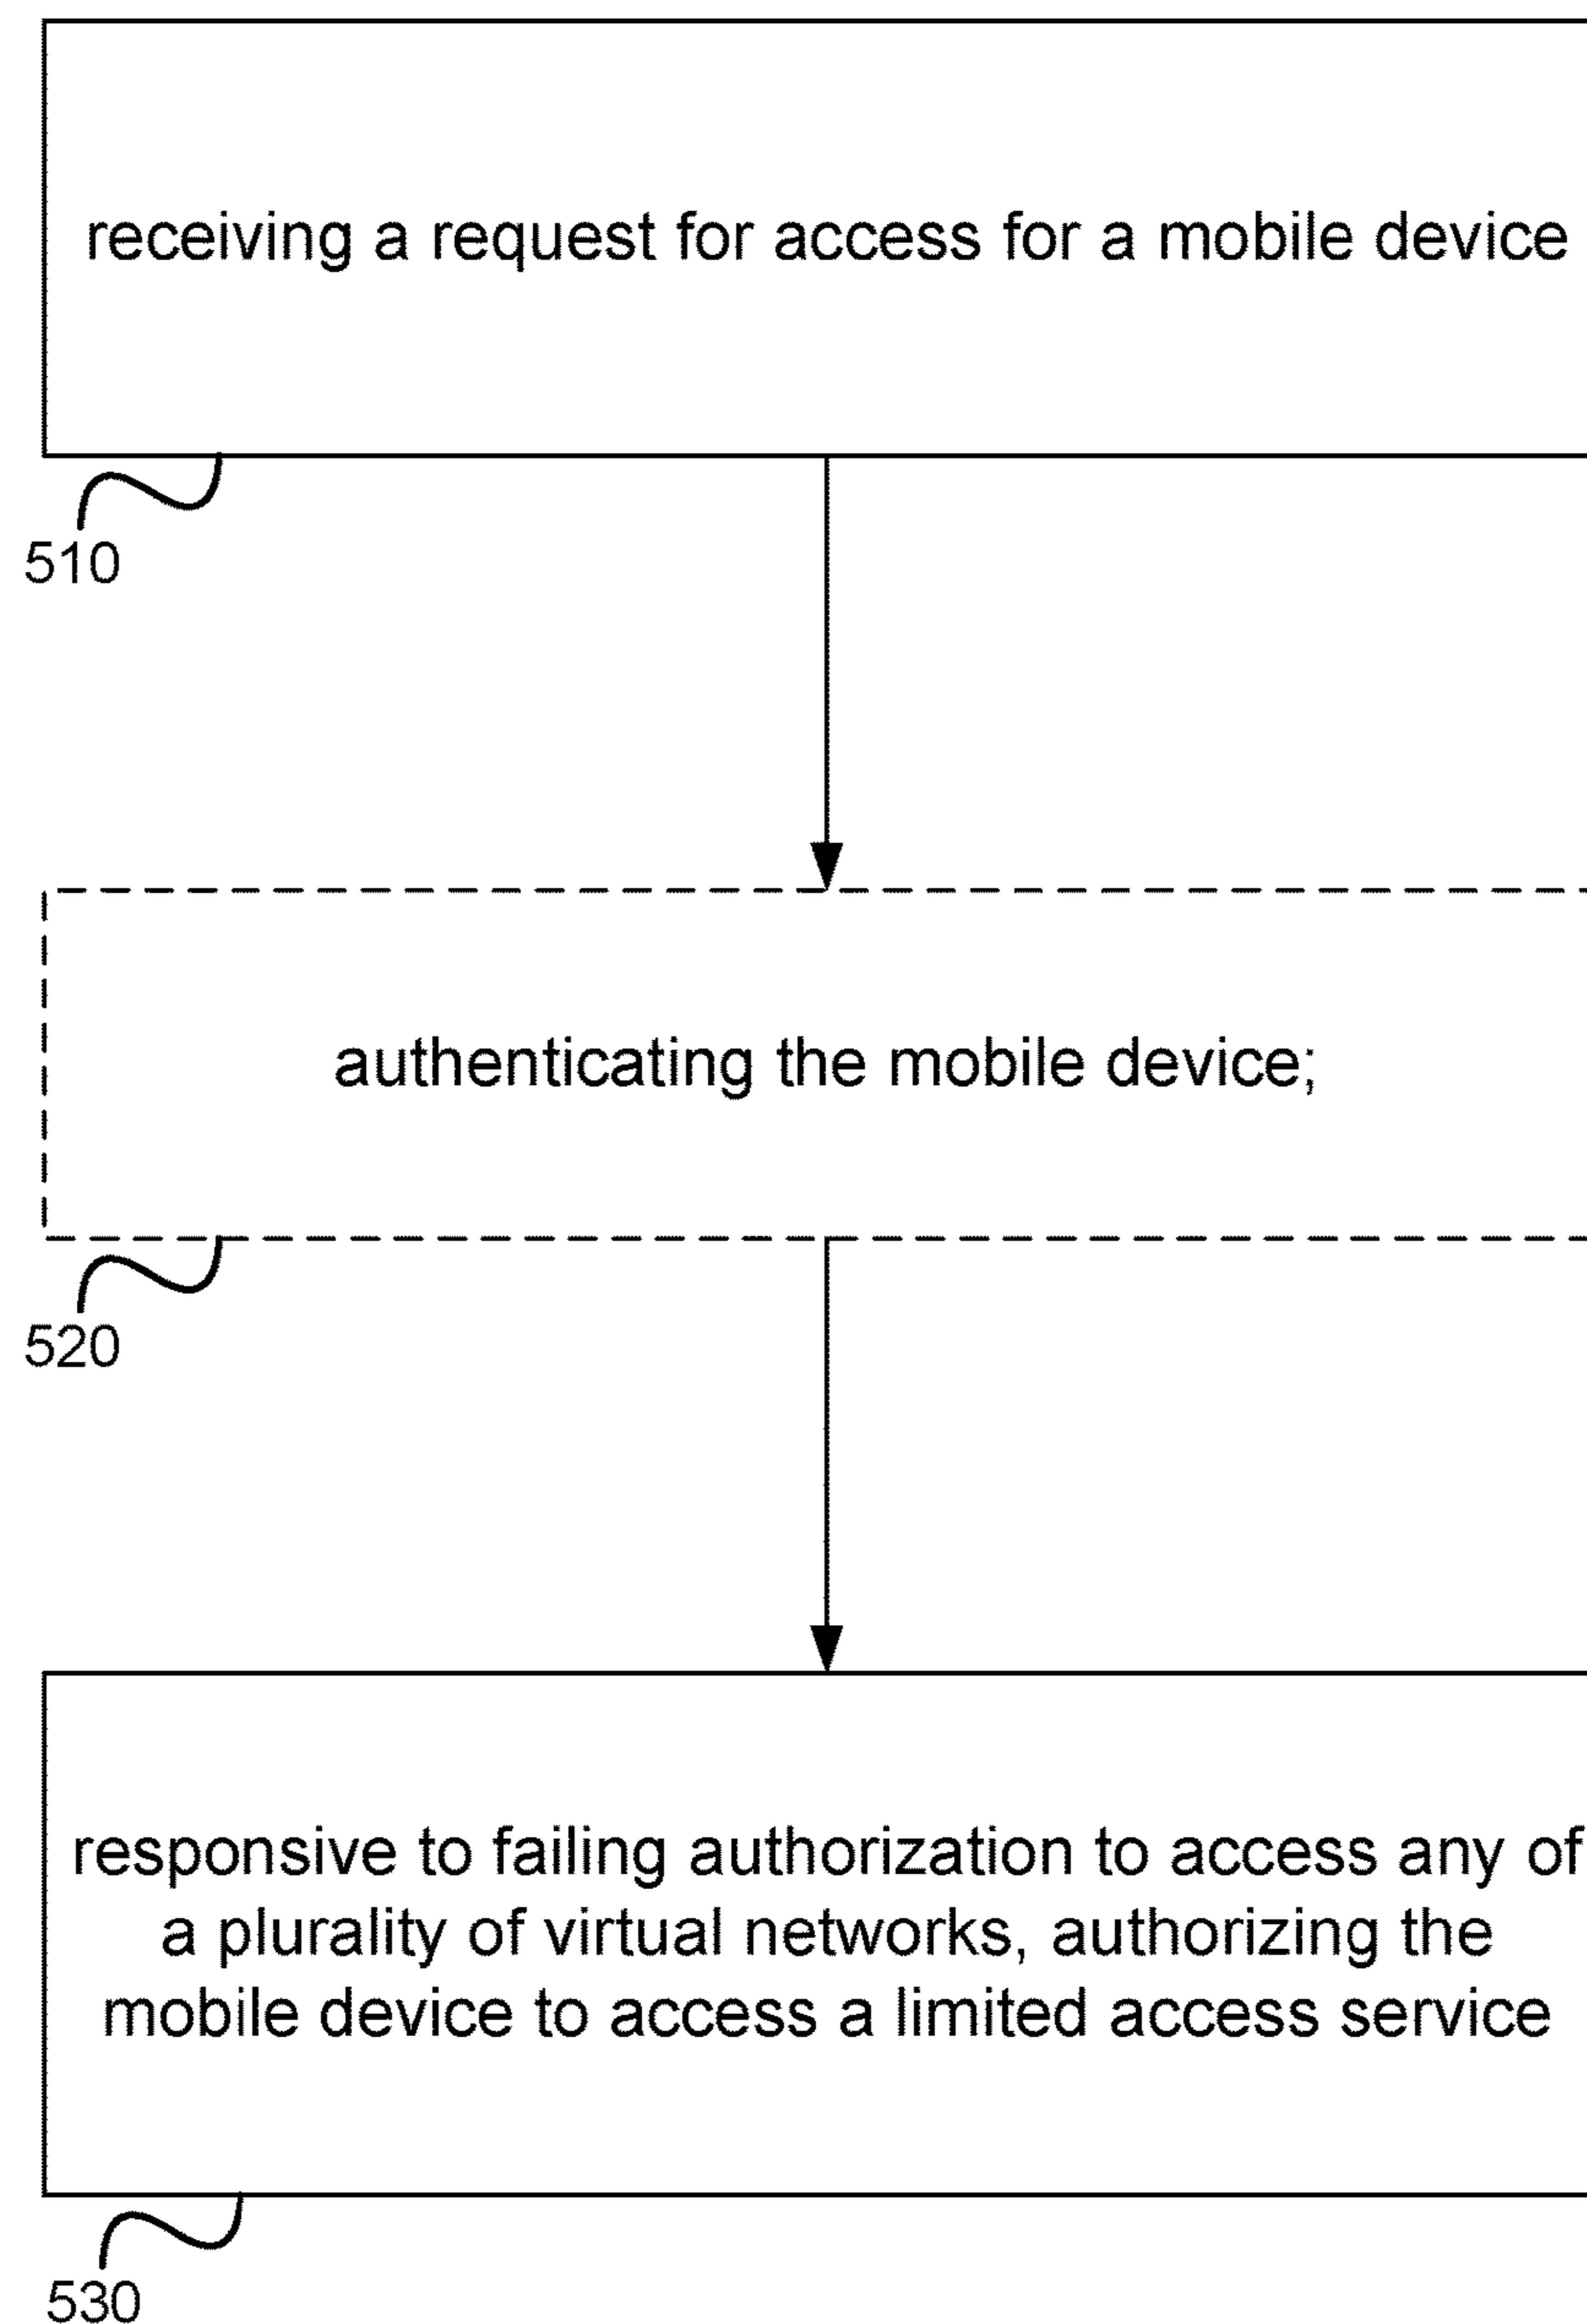 receiving a request for access for a mobile device
510
authenticating the mobile device;
520
responsive to failing authorization to access any of
a plurality of virtual networks, authorizing the
mobile device to access a limited access service
530